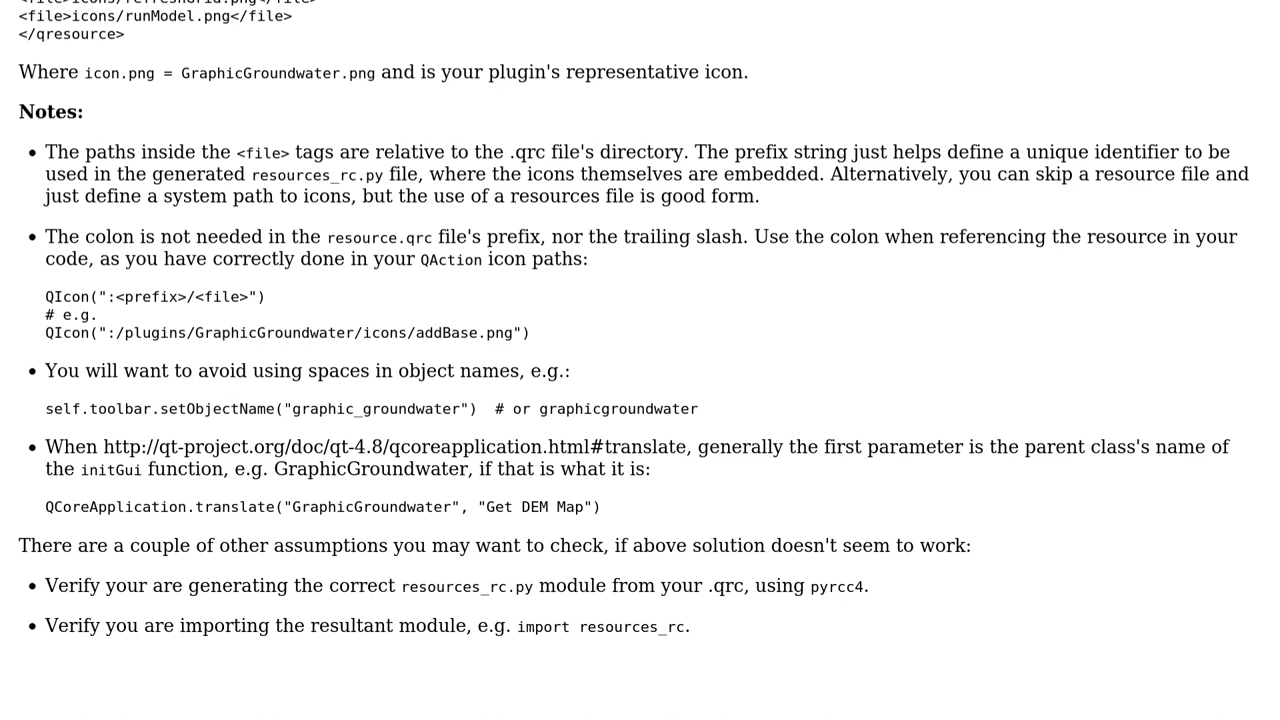 <file>icons/refreshGrid.png</file>
<file>icons/runModel.png</file>
</qresource>
Where icon.png = GraphicGroundwater.png and is your plugin's representative icon.
Notes:
• The paths inside the <file> tags are relative to the .qrc file's directory. The prefix string just helps define a unique identifier to be
used in the generated resources_rc.py file, where the icons themselves are embedded. Alternatively, you can skip a resource file and
just define a system path to icons, but the use of a resources file is good form.
• The colon is not needed in the resource.qrc file's prefix, nor the trailing slash. Use the colon when referencing the resource in your
code, as you have correctly done in your QAction icon paths:
QIcon(":<prefix>/<file>")
# e.g.
QIcon(":/plugins/GraphicGroundwater/icons/addBase.png")
• You will want to avoid using spaces in object names, e.g.:
self.toolbar.setObjectName("graphic_groundwater")  # or graphicgroundwater
• When http://qt-project.org/doc/qt-4.8/qcoreapplication.html#translate, generally the first parameter is the parent class's name of
the initGui function, e.g. GraphicGroundwater, if that is what it is:
QCoreApplication.translate("GraphicGroundwater", "Get DEM Map")
There are a couple of other assumptions you may want to check, if above solution doesn't seem to work:
• Verify your are generating the correct resources_rc.py module from your .qrc, using pyrcc4.
• Verify you are importing the resultant module, e.g. import resources_rc.